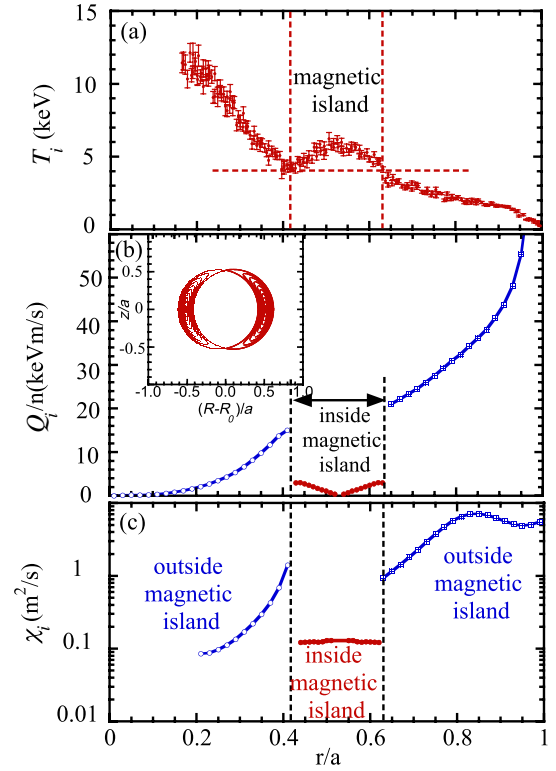 (a)
15
10
5
0
T_i (keV)
magnetic
island
(b)
Q_i/n(keVm/s)
50
40
30
20
10
0
1.0
0.5
0.0
-0.5
z/a
-1.0 -0.5 0.0 0.5 1.0
(R-R_0)/a
inside
magnetic
island
(c)
χ_i(m²/s)
1
0.1
0.01
outside
magnetic
island
inside
magnetic
island
outside
magnetic
island
0 0.2 0.4 0.6 0.8 1
r/a